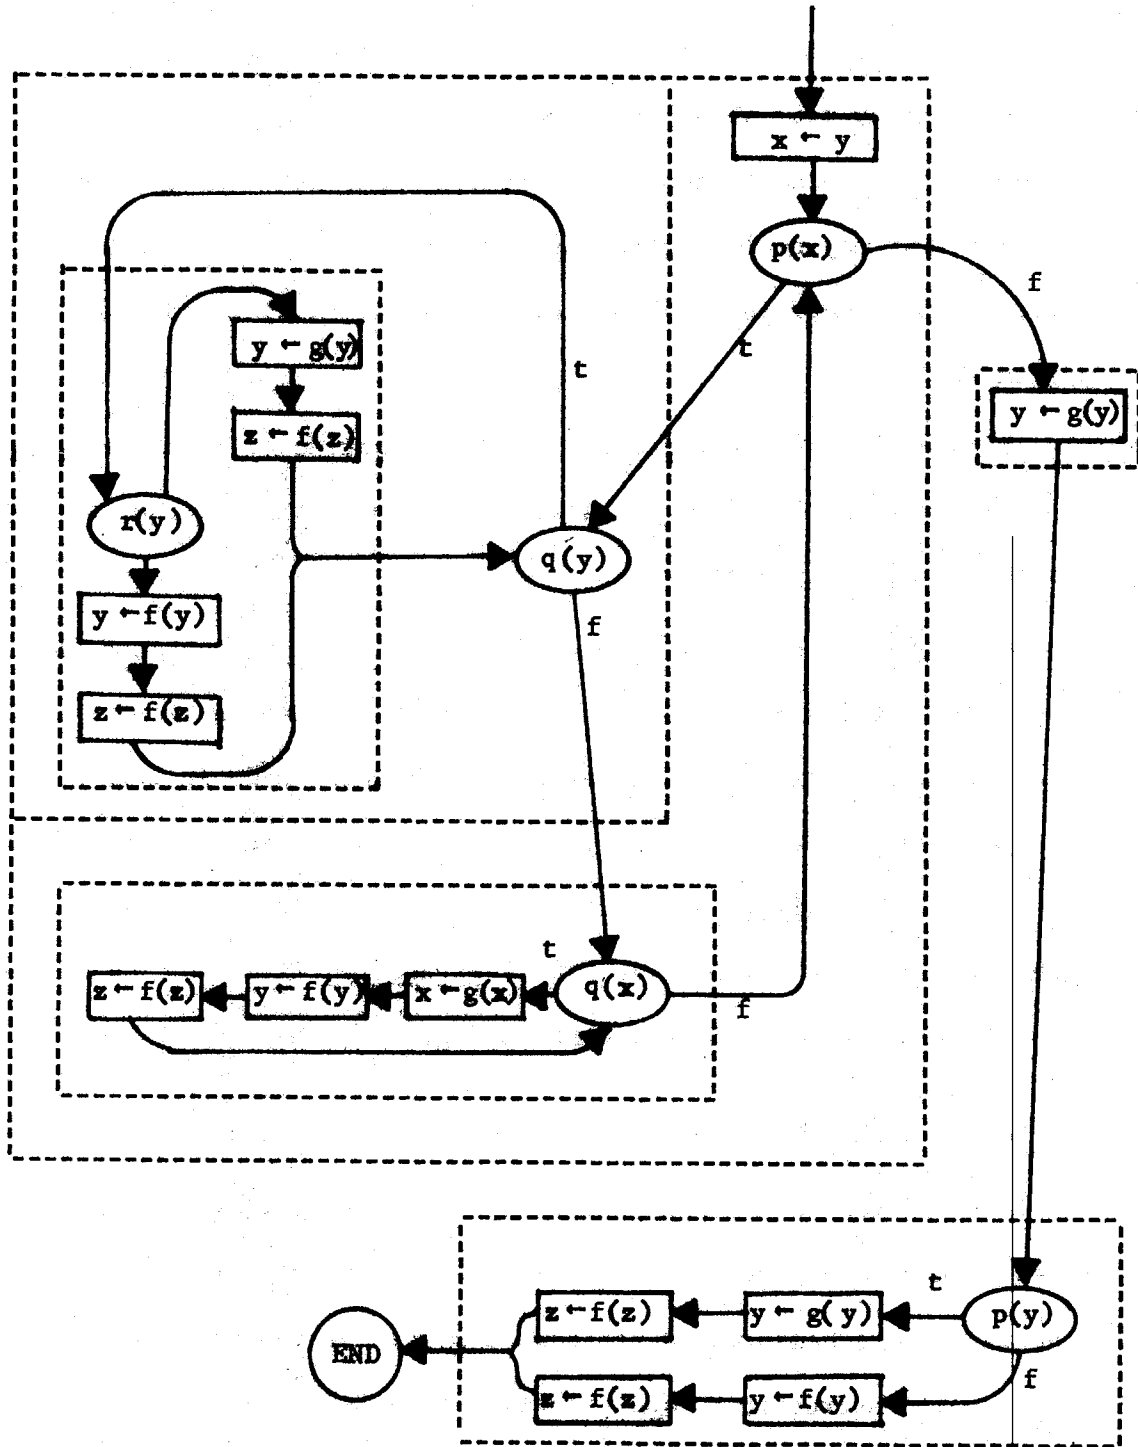 x ← y
p(x)
f
t
y ← g(y)
t
y ← g(y)
z ← f(z)
r(y)
q(y)
y ← f(y)
f
z ← f(z)
t
z ← f(z)
y ← f(y)
x ← g(x)
q(x)
f
t
z ← f(z)
y ← g(y)
p(y)
END
f
z ← f(z)
y ← f(y)